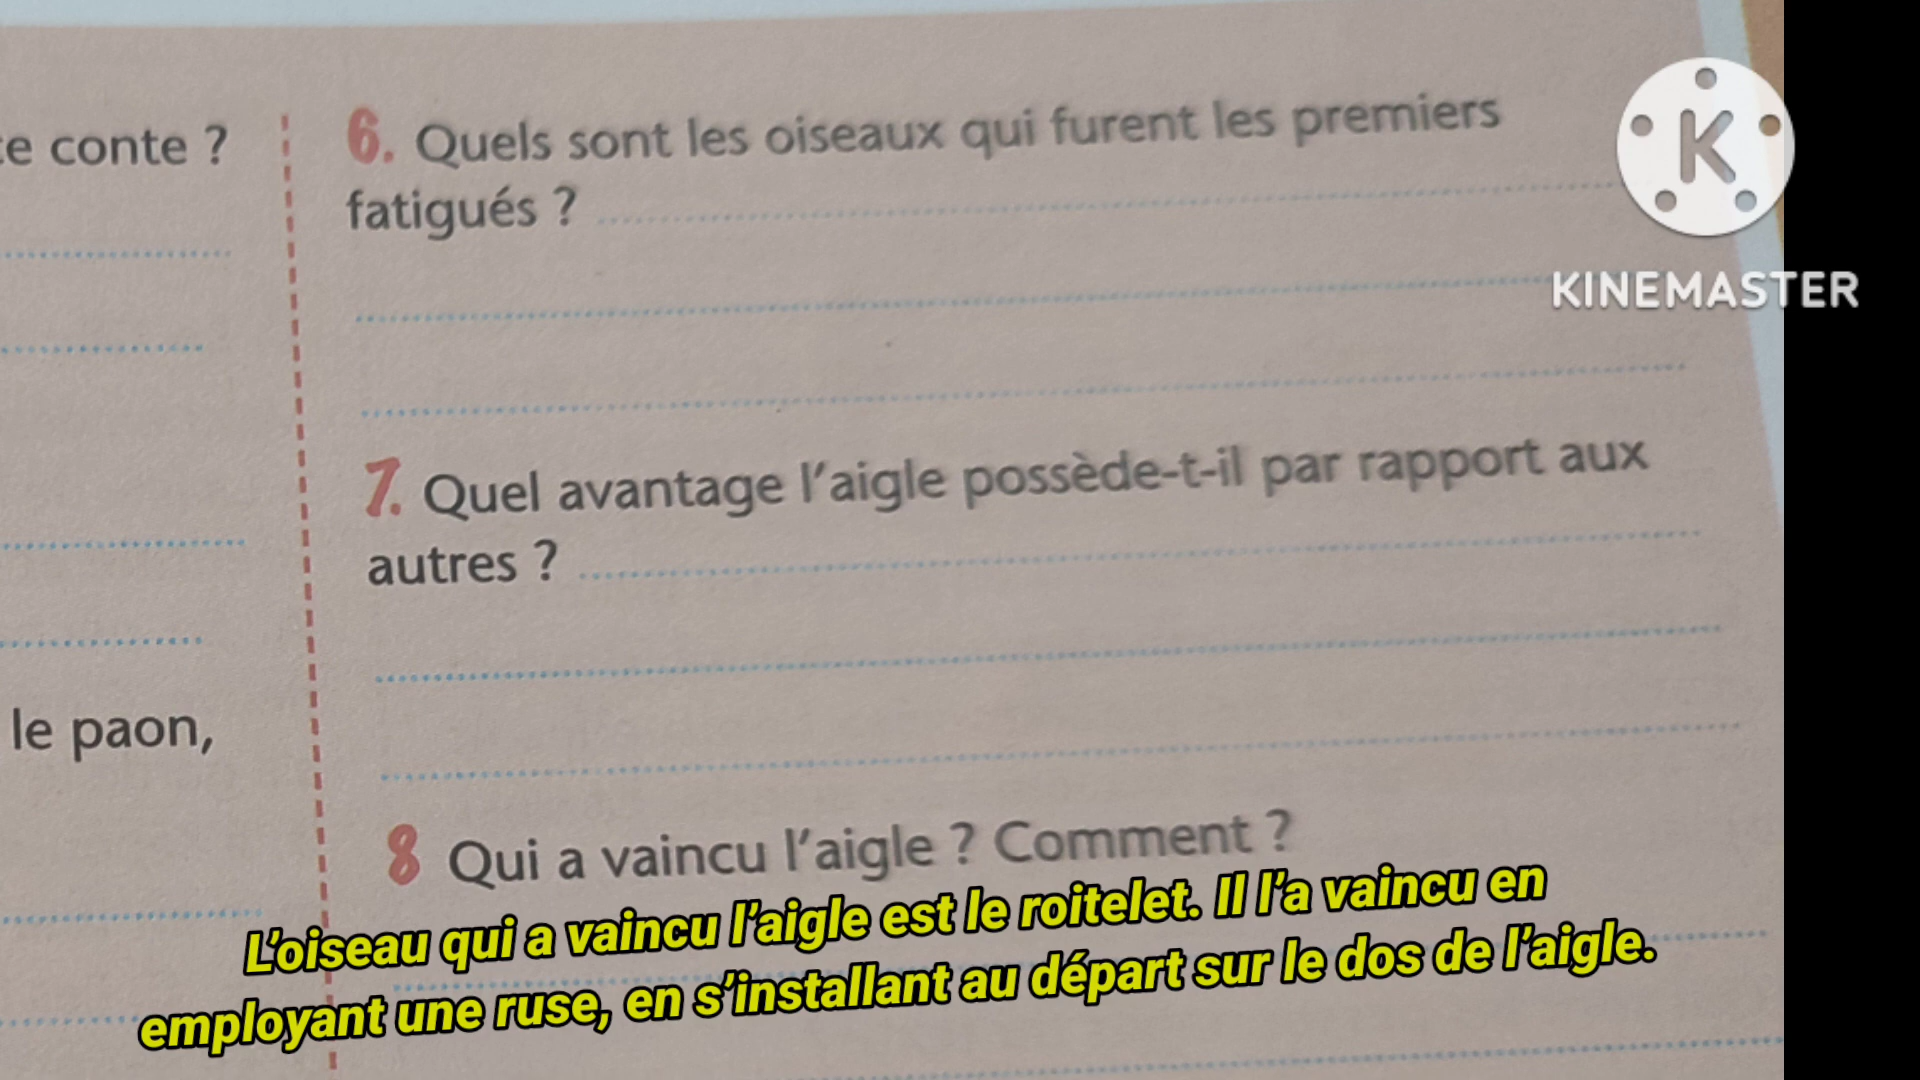 e conte ?
le paon,
6. Quels sont les oiseaux qui furent les premiers
fatigués ?
7. Quel avantage l'aigle possède-t-il par rapport aux
autres ?
8 Qui a vaincu l'aigle ? Comment ?
L'oiseau qui a vaincu l'aigle est le roitelet. Il l'a vaincu en
employant une ruse, en s'installant au départ sur le dos de l'aigle.
K
KINEMASTER